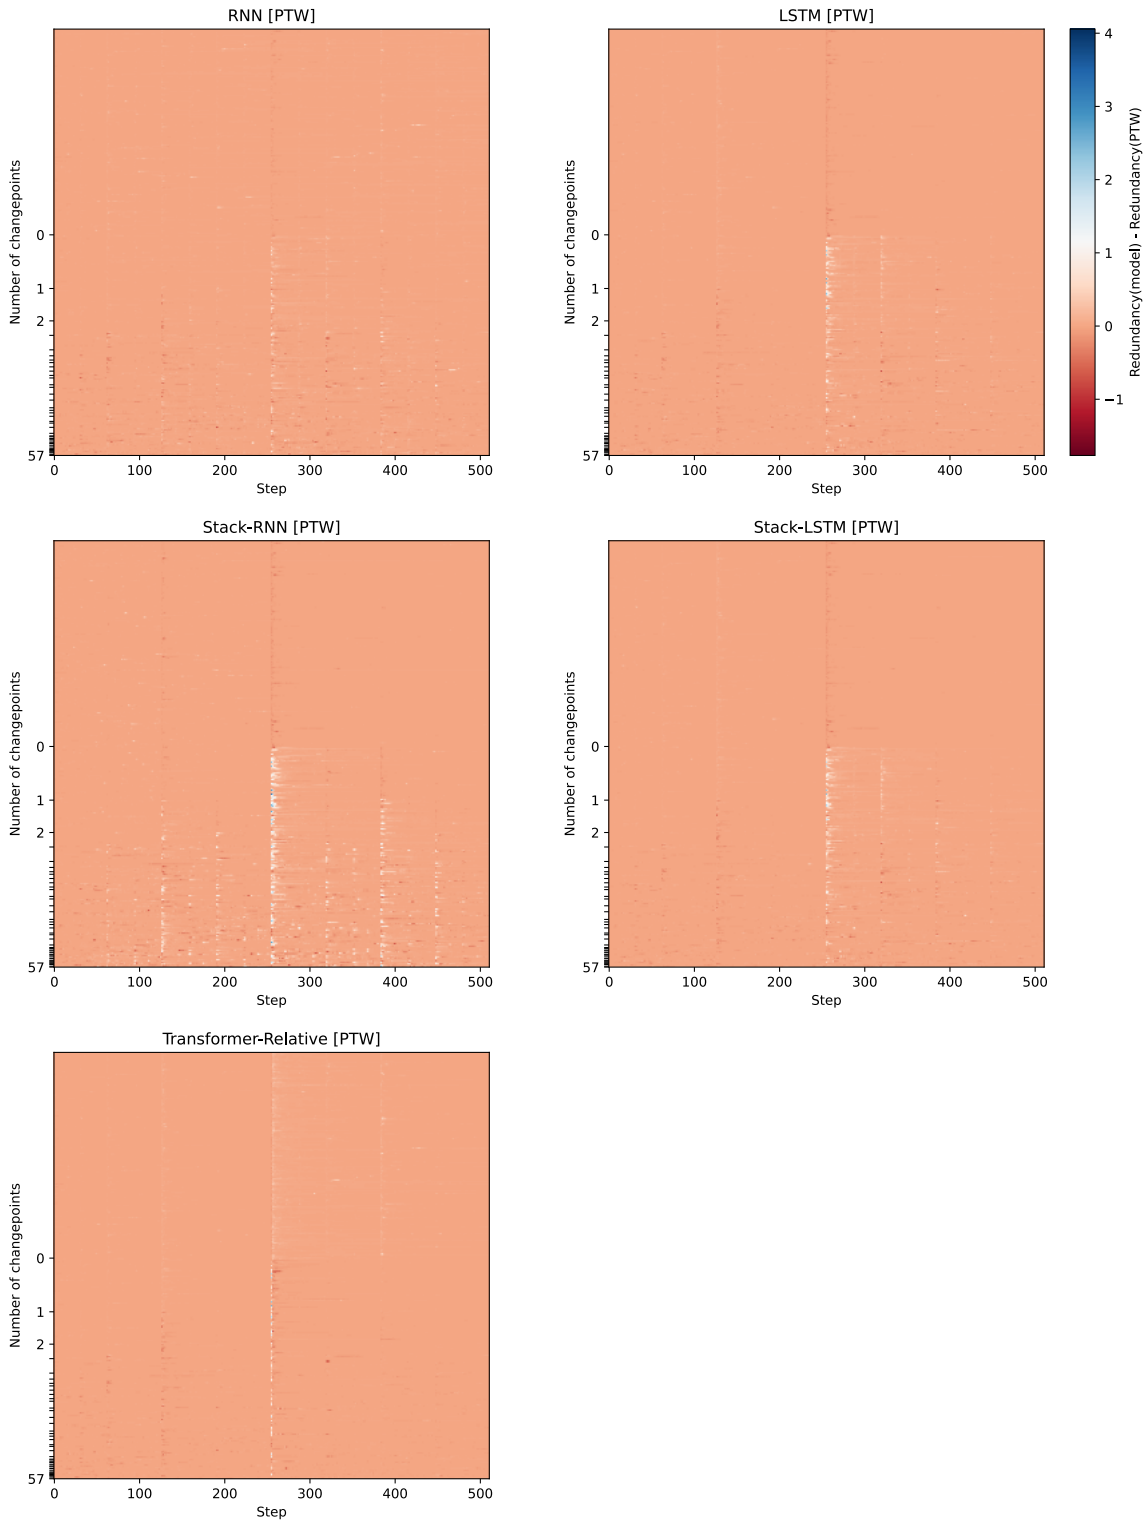 RNN [PTW]
Number of changepoints
0
1
2
57
0 100 200 300 400 500
Step
LSTM [PTW]
Number of changepoints
0
1
2
57
0 100 200 300 400 500
Step
4
3
2
1
0
−1
Redundancy(model) - Redundancy(PTW)
Stack-RNN [PTW]
Number of changepoints
0
1
2
57
0 100 200 300 400 500
Step
Stack-LSTM [PTW]
Number of changepoints
0
1
2
57
0 100 200 300 400 500
Step
Transformer-Relative [PTW]
Number of changepoints
0
1
2
57
0 100 200 300 400 500
Step